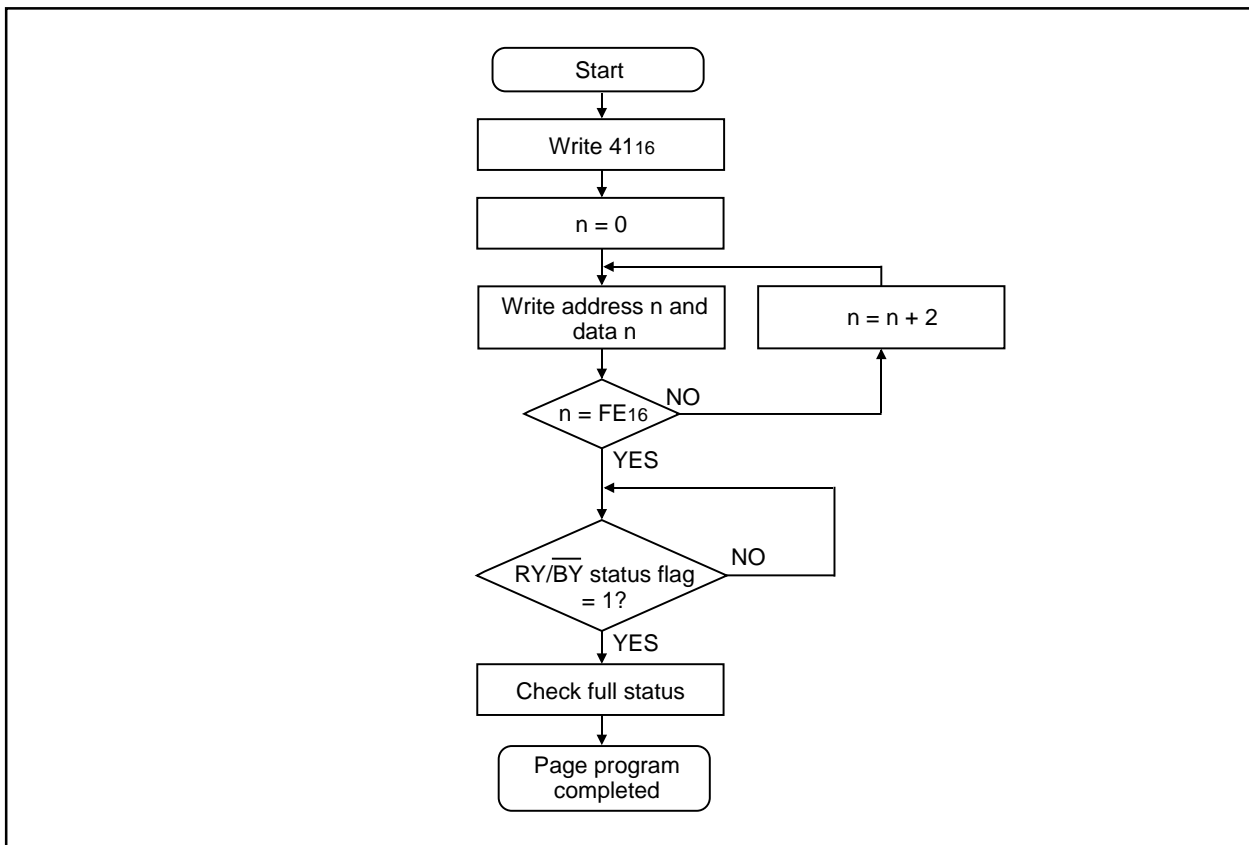 Start
Write 4116
n = 0
Write address n and
data n
n = n + 2
n = FE16
NO
YES
RY/B̅Y̅ status flag
= 1?
NO
YES
Check full status
Page program
completed